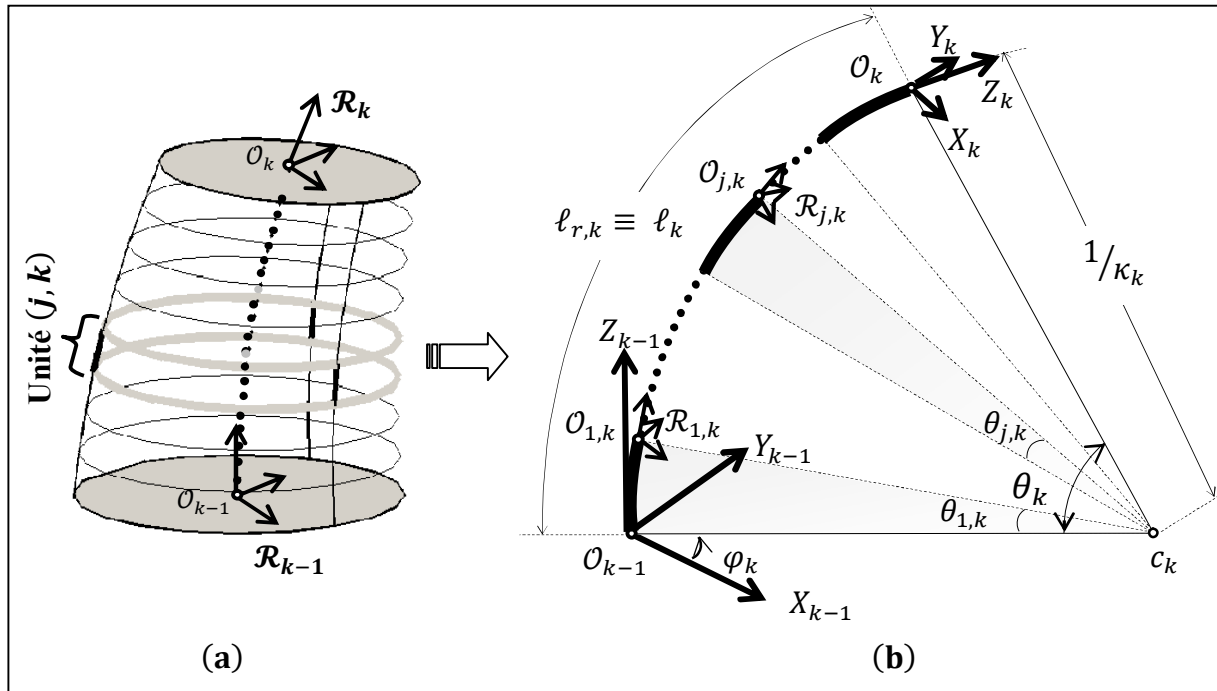 𝓡ₖ
𝒪ₖ
Unité (j, k)
𝒪ₖ₋₁
𝓡ₖ₋₁
(a)
𝒪ₖ
Yₖ
Zₖ
Xₖ
𝒪ⱼ,ₖ
ℛⱼ,ₖ
ℓᵣ,ₖ ≡ ℓₖ
1/κₖ
Zₖ₋₁
𝒪₁,ₖ
ℛ₁,ₖ
Yₖ₋₁
θⱼ,ₖ
θₖ
θ₁,ₖ
𝒪ₖ₋₁
φₖ
cₖ
Xₖ₋₁
(b)